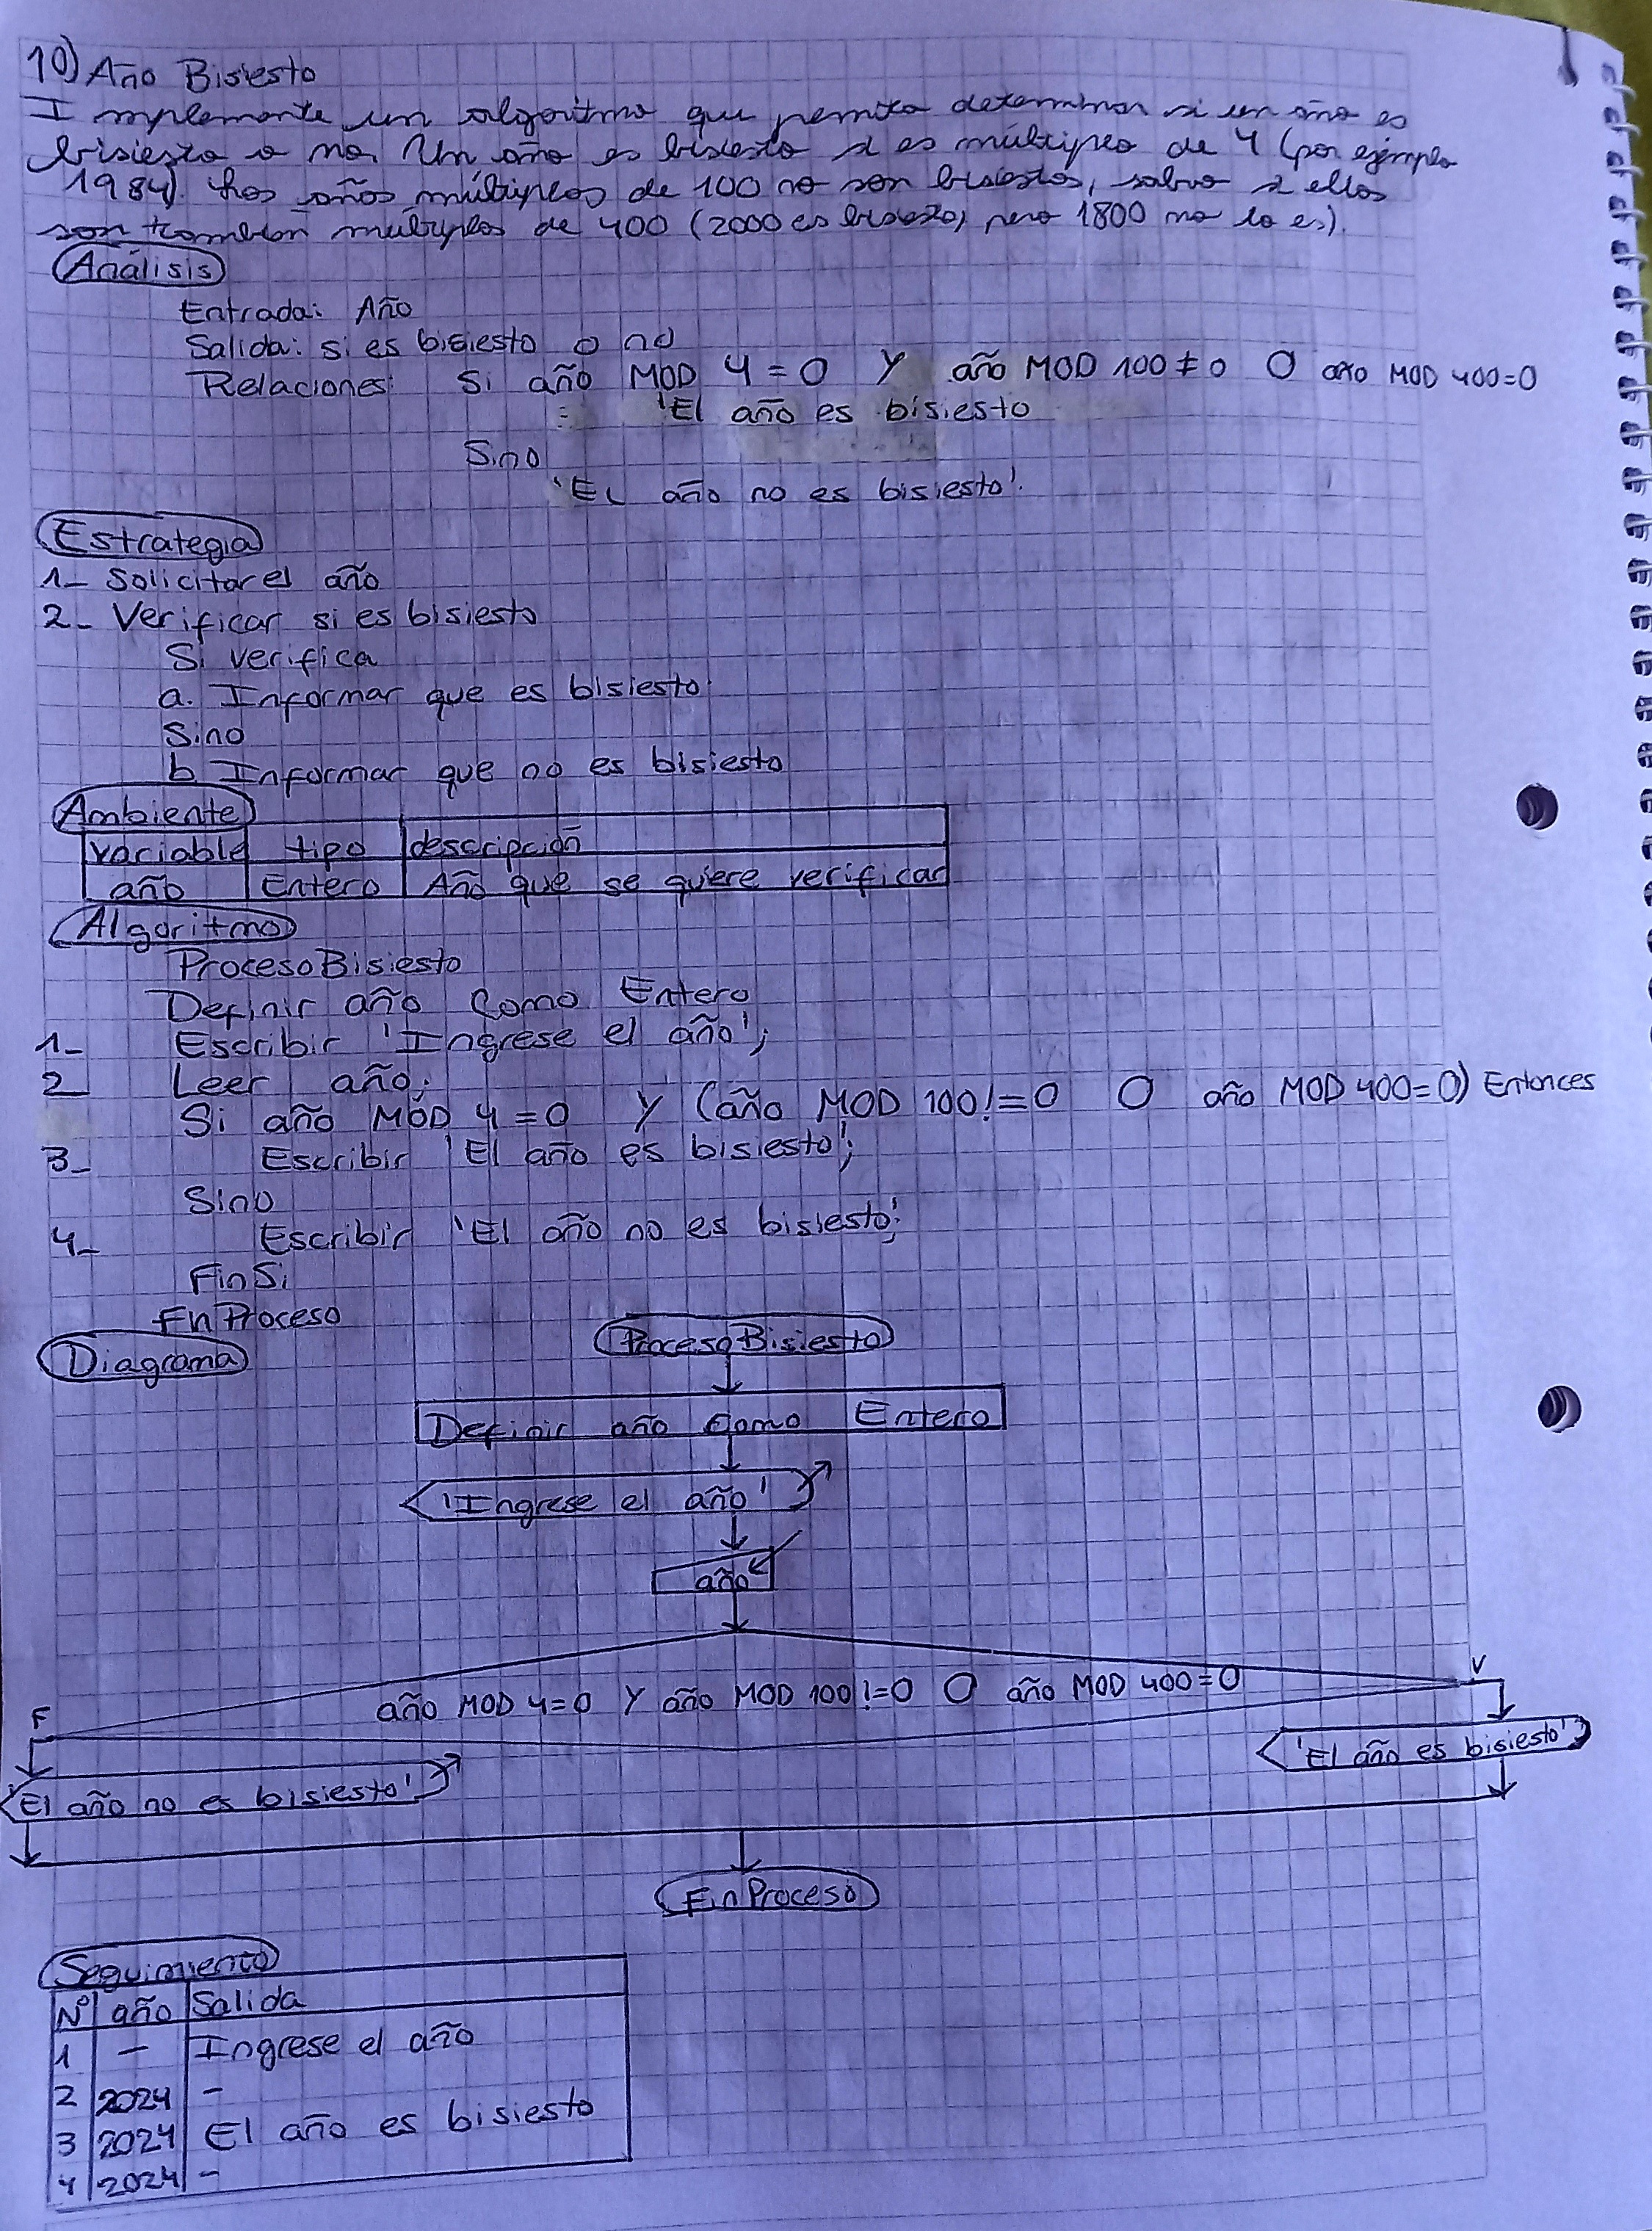 10) Año Bisiesto
Implemente un algoritmo que permita determinar si un año es
bisiesto o no. Un año es bisiesto si es múltiplo de 4 (por ejemplo
1984). Los años múltiplos de 100 no son bisiestos, salvo si ellos
son también múltiplos de 400 (2000 es bisiesto, pero 1800 no lo es).
Análisis
Entrada: Año
Salida: si es bisiesto o no
Relaciones: Si año MOD 4 = 0 Y año MOD 100 ≠ 0 O año MOD 400=0
'El año es bisiesto
Sino
'El año no es bisiesto'.
Estrategia
1- Solicitar el año
2- Verificar si es bisiesto
Si verifica
a. Informar que es bisiesto
Sino
b. Informar que no es bisiesto
Ambiente
variable tipo descripción
año Entero Año que se quiere verificar
Algoritmo
ProcesoBisiesto
Definir año Como Entero
1- Escribir 'Ingrese el año';
2 Leer año;
Si año MOD 4 = 0 Y (año MOD 100 != 0 O año MOD 400=0) Entonces
3- Escribir 'El año es bisiesto';
Sino
4- Escribir 'El año no es bisiesto';
FinSi
FnProceso
Diagrama
ProcesoBisiesto
Definir año Como Entero
'Ingrese el año'
año
año MOD 4=0 Y año MOD 100 !=0 O año MOD 400=0
F
V
'El año es bisiesto'
'El año no es bisiesto'
FinProceso
Seguimiento
Nº año Salida
1 - Ingrese el año
2 2024 -
3 2024 El año es bisiesto
4 2024 -